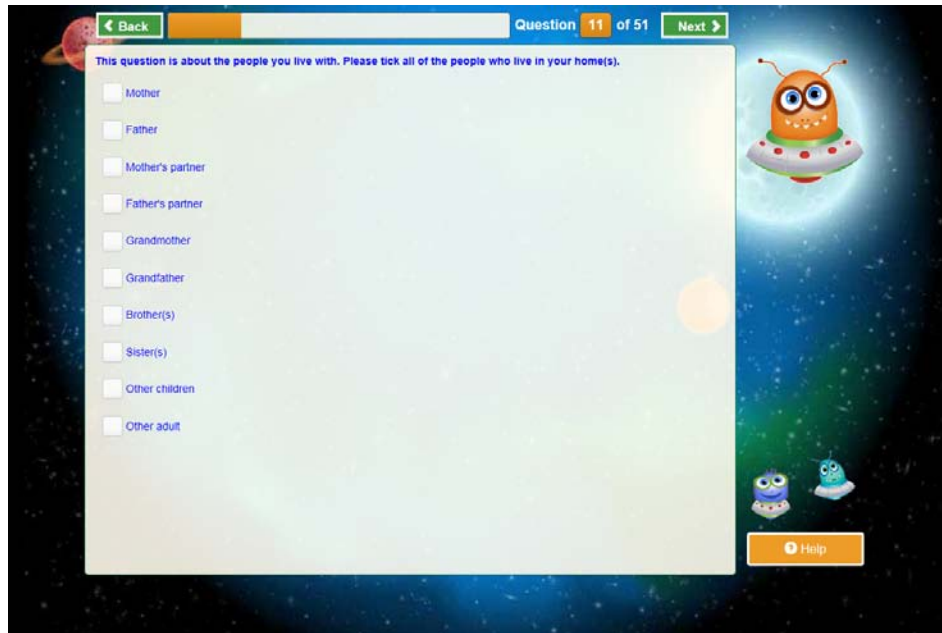 Back Question 11 of 51 Next
This question is about the people you live with. Please tick all of the people who live in your home(s).
Mother
Father
Mother's partner
Father's partner
Grandmother
Grandfather
Brother(s)
Sister(s)
Other children
Other adult
Help